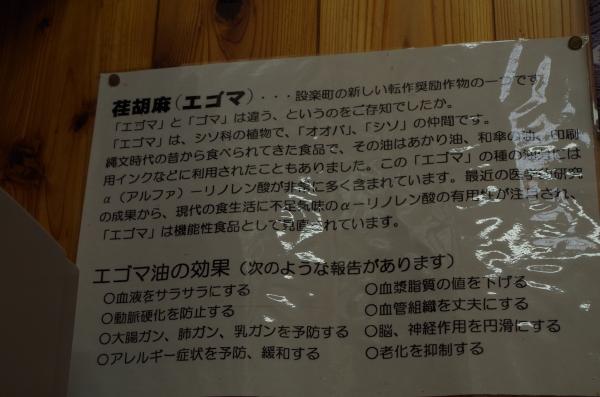 荏胡麻（エゴマ）・・・設楽町の新しい転作奨励作物の一つです。
「エゴマ」と「ゴマ」は違う、というのをご存知でしたか。
「エゴマ」は、シソ科の植物で、「オオバ」、「シソ」の仲間です。
縄文時代の昔から食べられてきた食品で、その油はあかり油、和傘の油、印刷
用インクなどに利用されたこともありました。この「エゴマ」の種の には
α（アルファ）ーリノレン酸が非常に多く含まれています。最近の医学的研究
の成果から、現代の食生活に不足気味のαーリノレン酸の有用性が注目され、
「エゴマ」は機能性食品として見直されています。
エゴマ油の効果（次のような報告があります）
○血液をサラサラにする
○動脈硬化を防止する
○大腸ガン、肺ガン、乳ガンを予防する
○アレルギー症状を予防、緩和する
○血漿脂質の値を下げる
○血管組織を丈夫にする
○脳、神経作用を円滑にする
○老化を抑制する